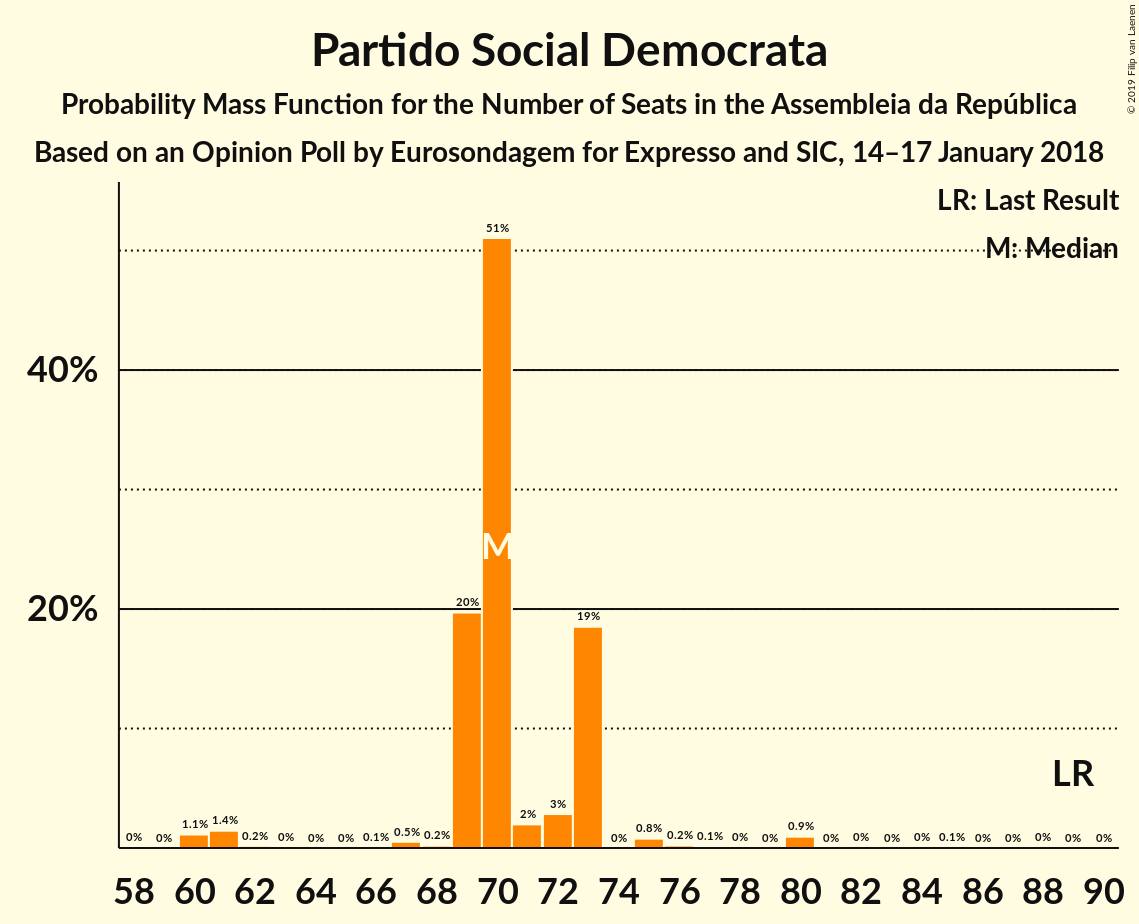 Partido Social Democrata
Probability Mass Function for the Number of Seats in the Assembleia da República
Based on an Opinion Poll by Eurosondagem for Expresso and SIC, 14–17 January 2018
© 2019 Filip van Laenen
LR: Last Result
M: Median
40%
20%
0% 0% 1.1% 1.4% 0.2% 0% 0% 0% 0.1% 0.5% 0.2% 20% 51% 2% 3% 19% 0% 0.8% 0.2% 0.1% 0% 0% 0.9% 0% 0% 0% 0% 0.1% 0% 0% 0% 0% 0%
M
LR
58 60 62 64 66 68 70 72 74 76 78 80 82 84 86 88 90